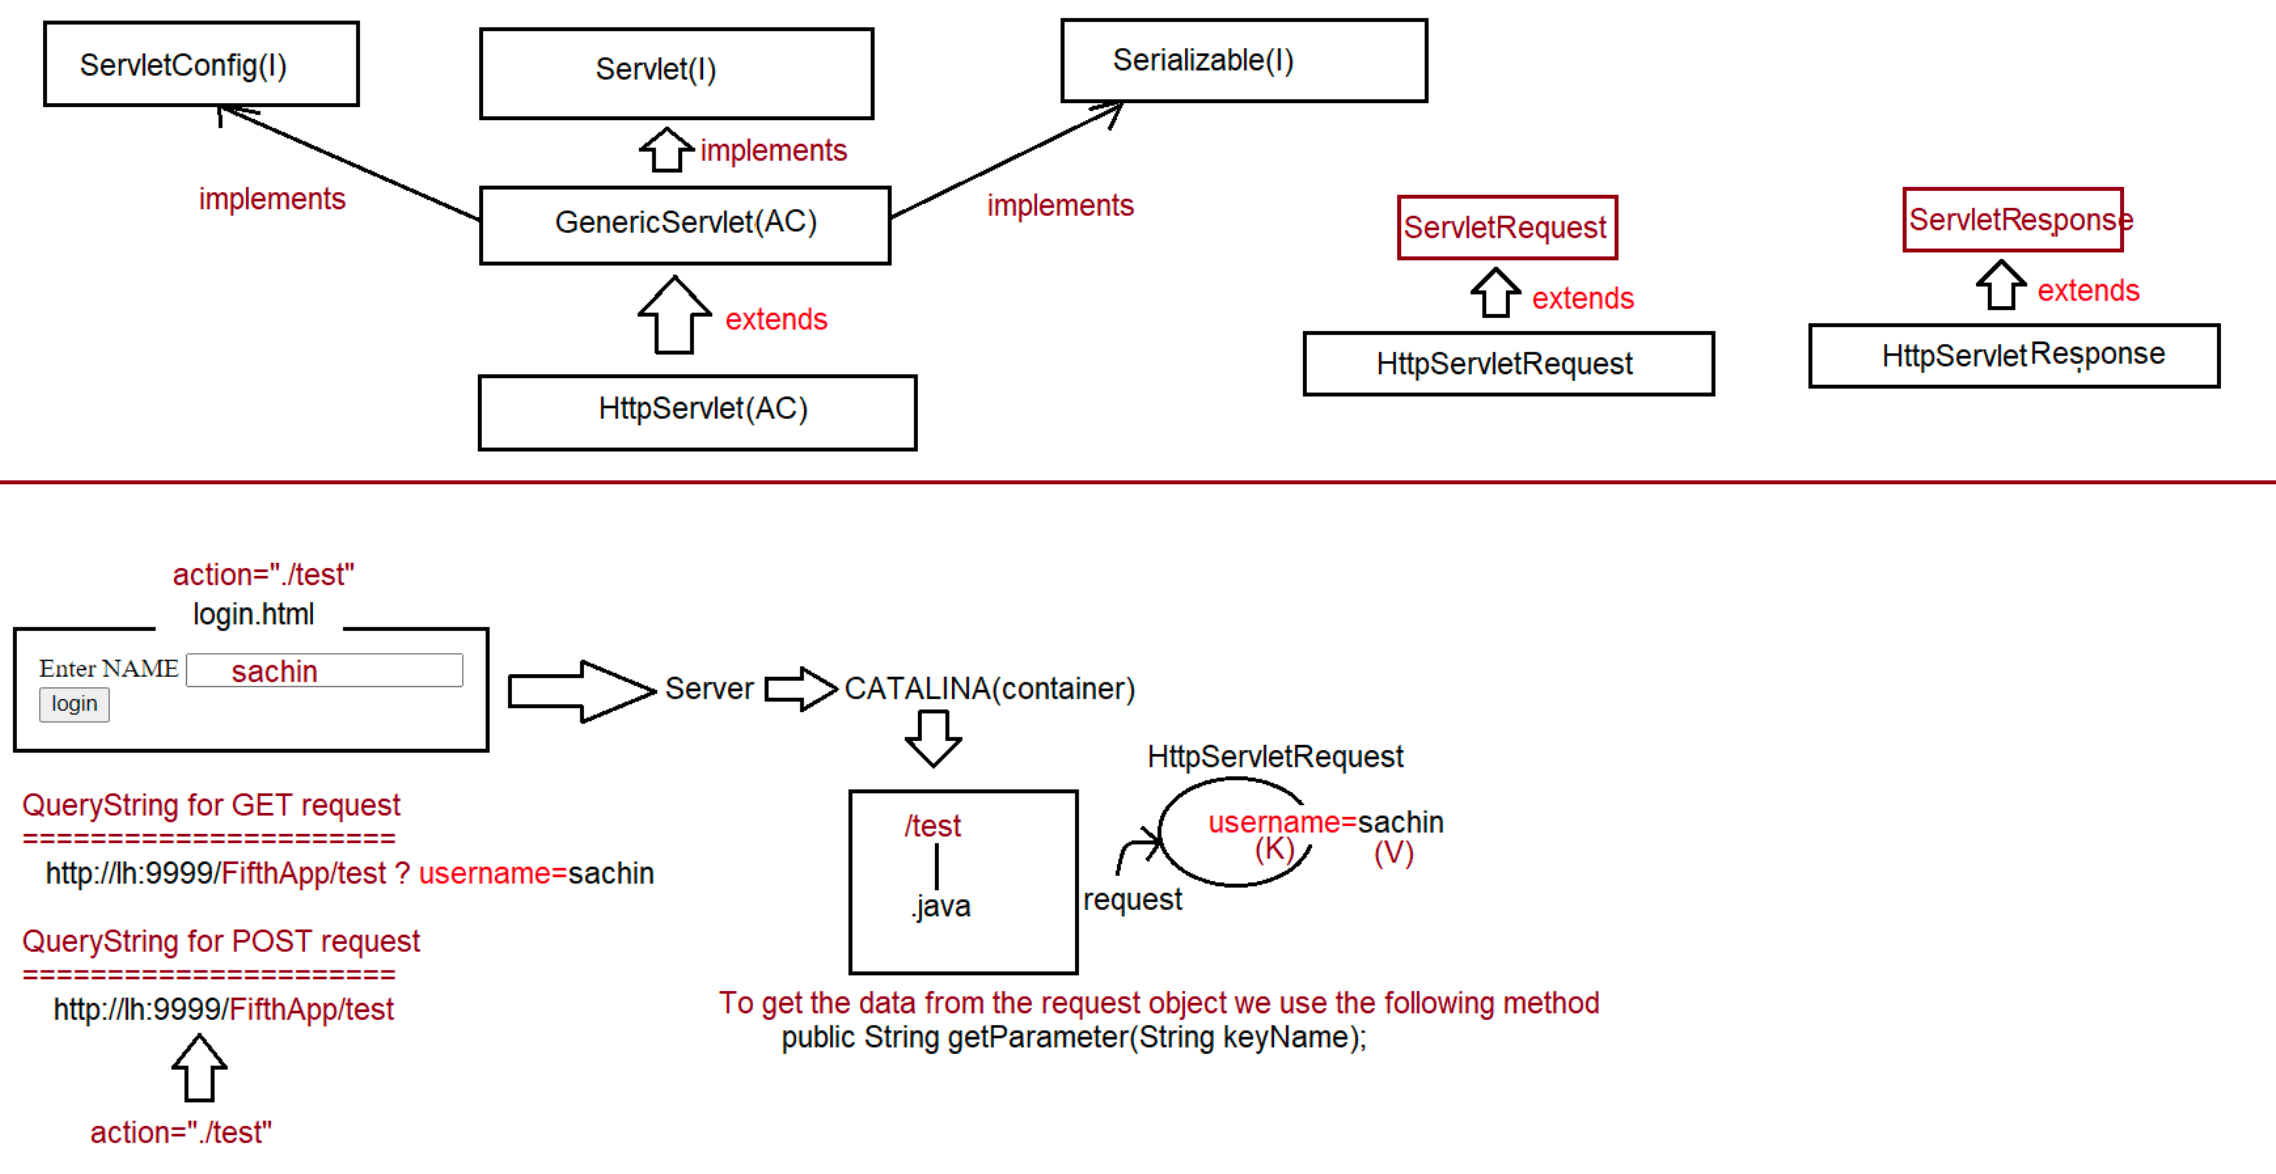 ServletConfig(I)
Servlet(I)
Serializable(I)
implements
implements
implements
GenericServlet(AC)
ServletRequest
ServletResponse
extends
extends
extends
HttpServlet(AC)
HttpServletRequest
HttpServletResponse
action="./test"
login.html
Enter NAME sachin
login
Server
CATALINA(container)
QueryString for GET request
======================
http://lh:9999/FifthApp/test ? username=sachin
QueryString for POST request
======================
http://lh:9999/FifthApp/test
action="./test"
/test
.java
HttpServletRequest
username=sachin
(K) (V)
request
To get the data from the request object we use the following method
public String getParameter(String keyName);